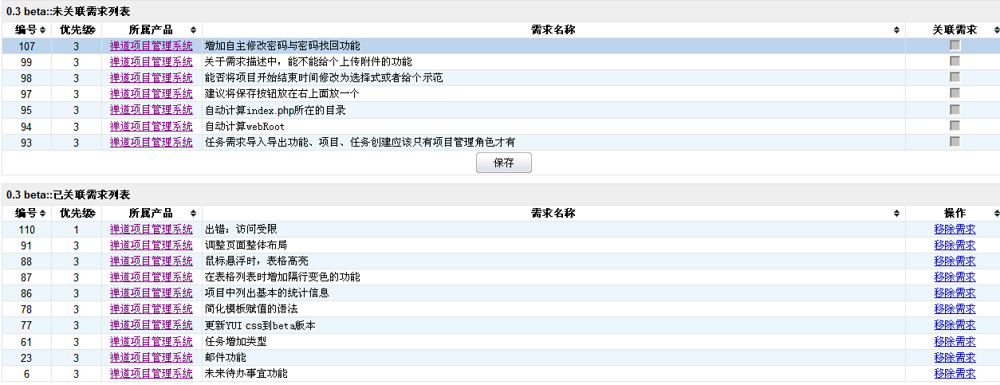 0.3 beta::未关联需求列表
编号 优先级 所属产品 需求名称 关联需求
107 3 禅道项目管理系统 增加自主修改密码与密码找回功能
99 3 禅道项目管理系统 关于需求描述中，能不能给个上传附件的功能
98 3 禅道项目管理系统 能否将项目开始结束时间修改为选择式或者给个示范
97 3 禅道项目管理系统 建议将保存按钮放在右上面放一个
95 3 禅道项目管理系统 自动计算index.php所在的目录
94 3 禅道项目管理系统 自动计算webRoot
93 3 禅道项目管理系统 任务需求导入导出功能、项目、任务创建应该只有项目管理角色才有
保存
0.3 beta::已关联需求列表
编号 优先级 所属产品 需求名称 操作
110 1 禅道项目管理系统 出错：访问受限 移除需求
91 3 禅道项目管理系统 调整页面整体布局 移除需求
88 3 禅道项目管理系统 鼠标悬浮时，表格高亮 移除需求
87 3 禅道项目管理系统 在表格列表时增加隔行变色的功能 移除需求
86 3 禅道项目管理系统 项目中列出基本的统计信息 移除需求
78 3 禅道项目管理系统 简化模板赋值的语法 移除需求
77 3 禅道项目管理系统 更新YUI css到beta版本 移除需求
61 3 禅道项目管理系统 任务增加类型 移除需求
23 3 禅道项目管理系统 邮件功能 移除需求
6 3 禅道项目管理系统 未来待办事宜功能 移除需求